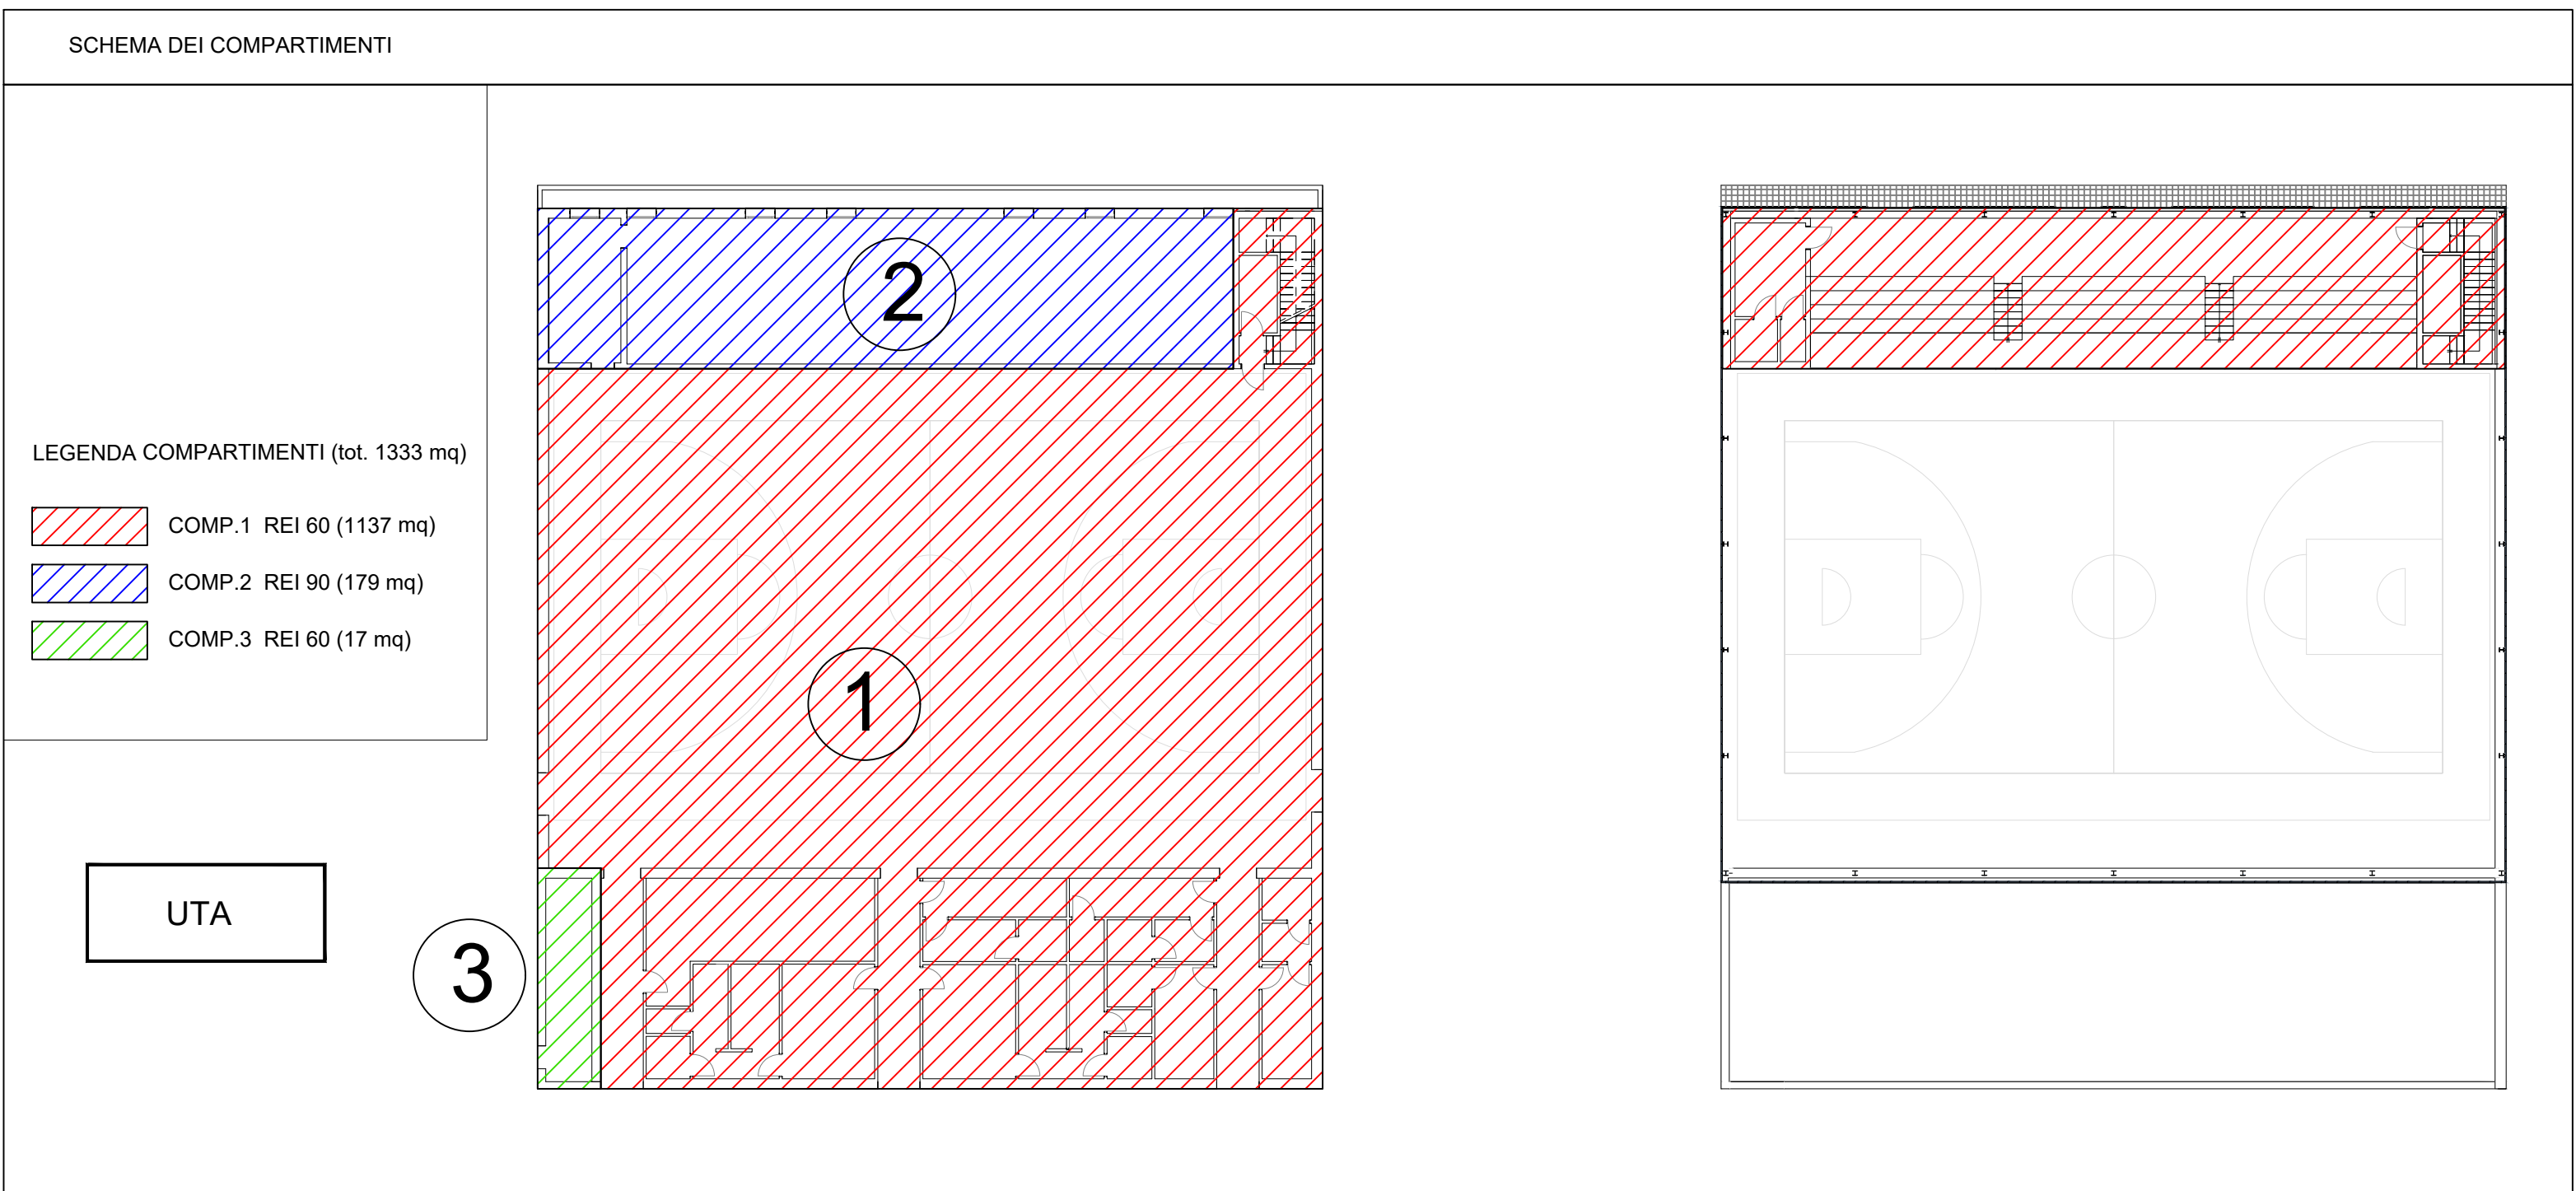 SCHEMA DEI COMPARTIMENTI
LEGENDA COMPARTIMENTI (tot. 1333 mq)
COMP.1 REI 60 (1137 mq)
COMP.2 REI 90 (179 mq)
COMP.3 REI 60 (17 mq)
UTA
2
1
3